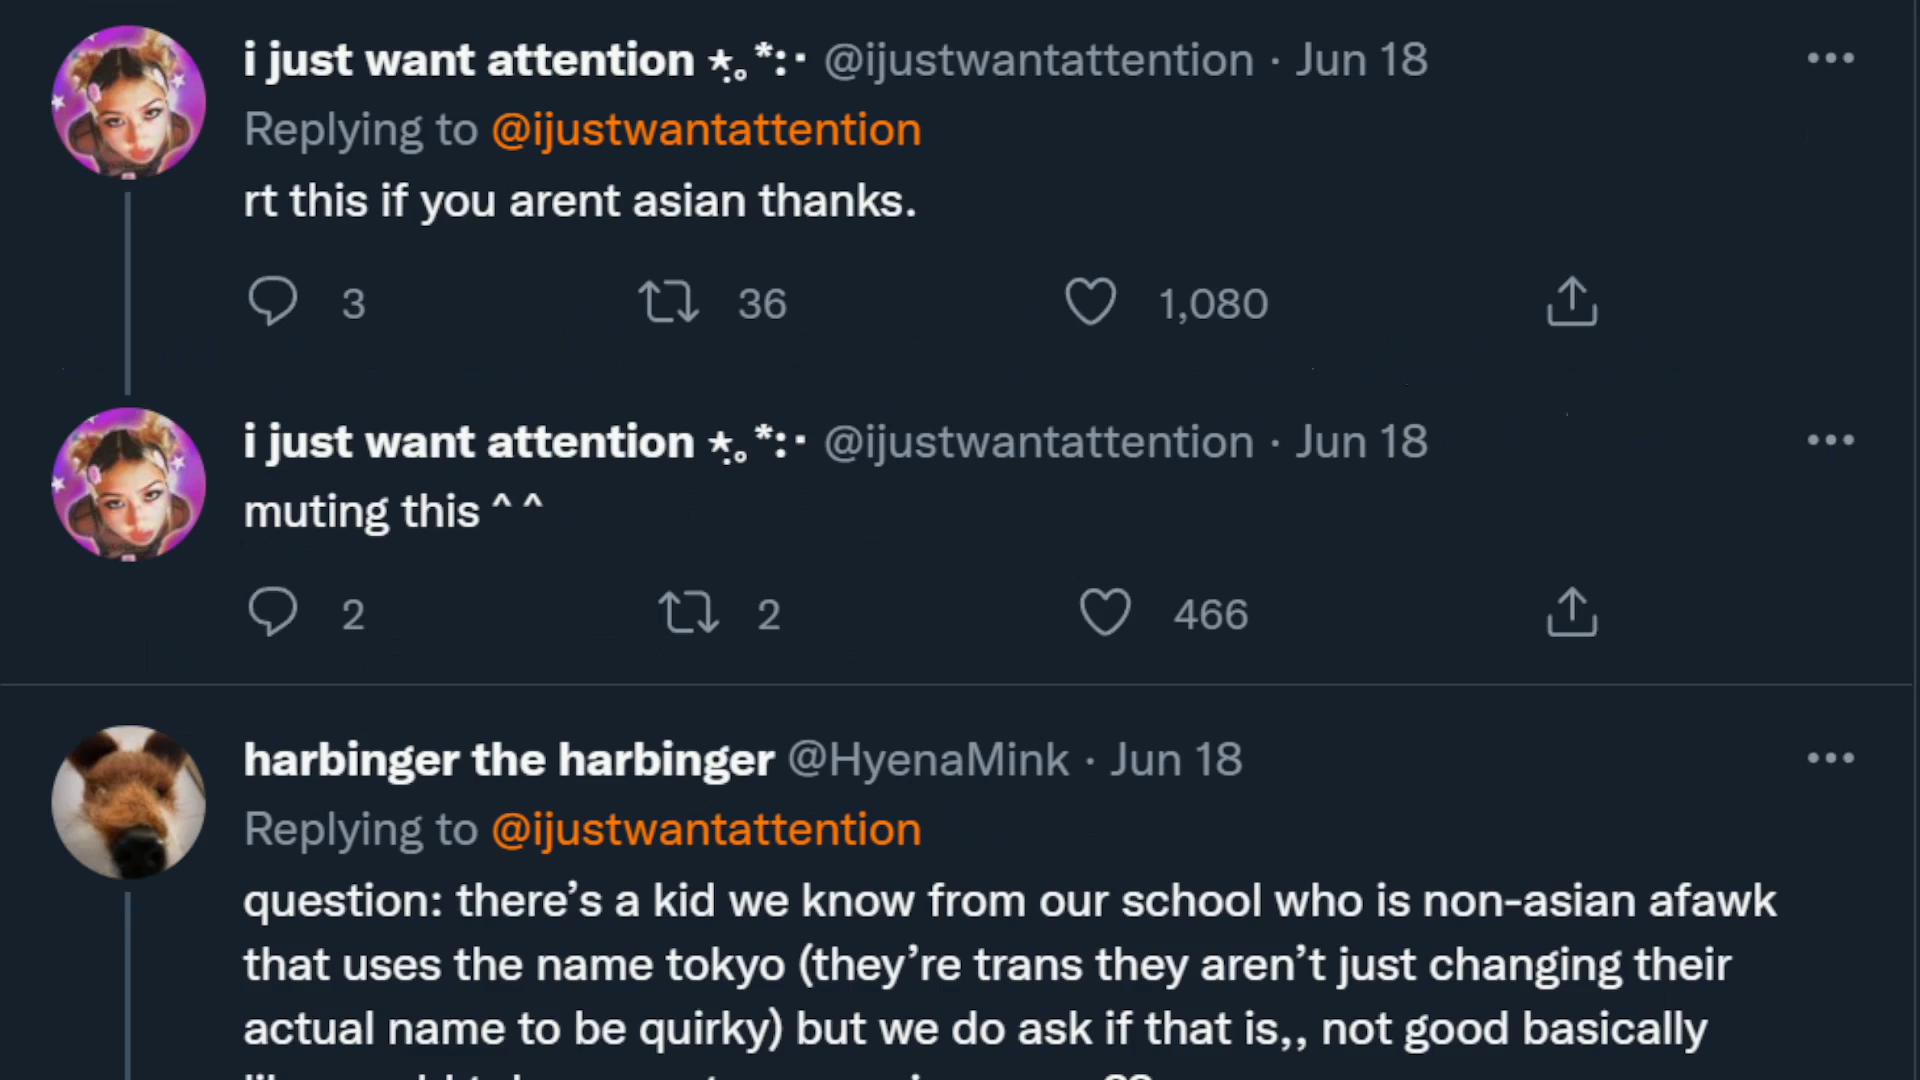 i just want attention ⋆.ೃ *:･ @ijustwantattention · Jun 18
Replying to @ijustwantattention
rt this if you arent asian thanks.
3 36 1,080
i just want attention ⋆.ೃ *:･ @ijustwantattention · Jun 18
muting this ^ ^
2 2 466
harbinger the harbinger @HyenaMink · Jun 18
Replying to @ijustwantattention
question: there’s a kid we know from our school who is non-asian afawk
that uses the name tokyo (they’re trans they aren’t just changing their
actual name to be quirky) but we do ask if that is,, not good basically